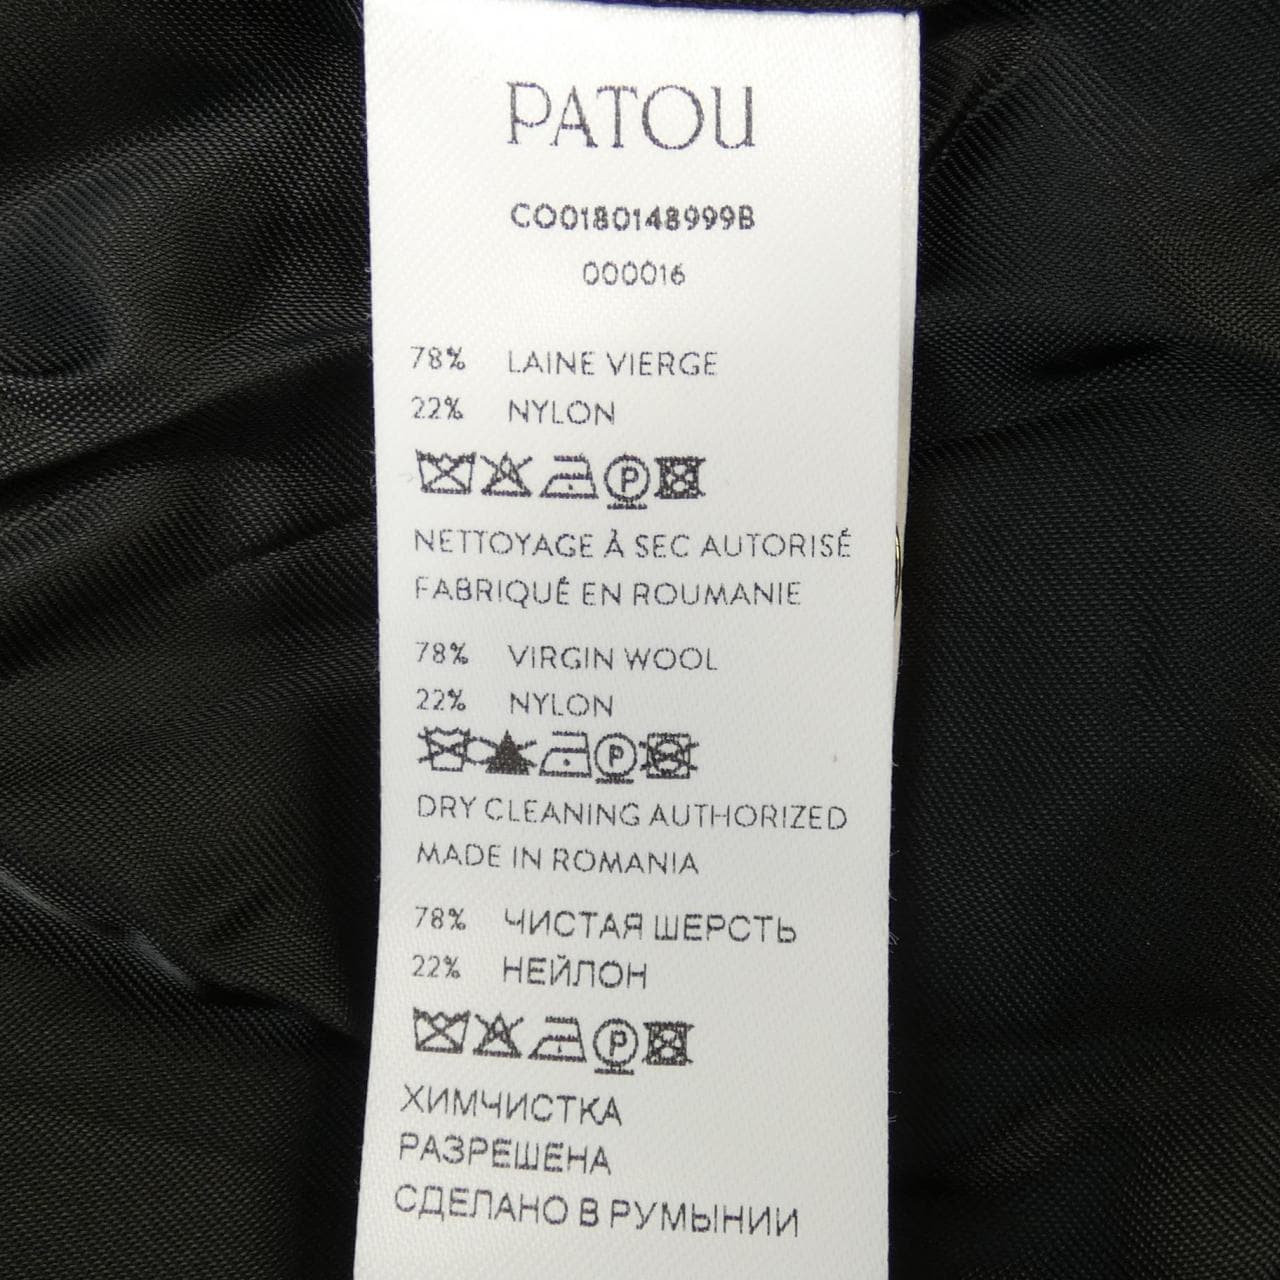 PATOU
CO0180148999B
000016
78% LAINE VIERGE
22% NYLON
P
NETTOYAGE À SEC AUTORISÉ
FABRIQUÉ EN ROUMANIE
78% VIRGIN WOOL
22% NYLON
P
DRY CLEANING AUTHORIZED
MADE IN ROMANIA
78% ЧИСТАЯ ШЕРСТЬ
22% НЕЙЛОН
P
ХИМЧИСТКА
РАЗРЕШЕНА
СДЕЛАНО В РУМЫНИИ